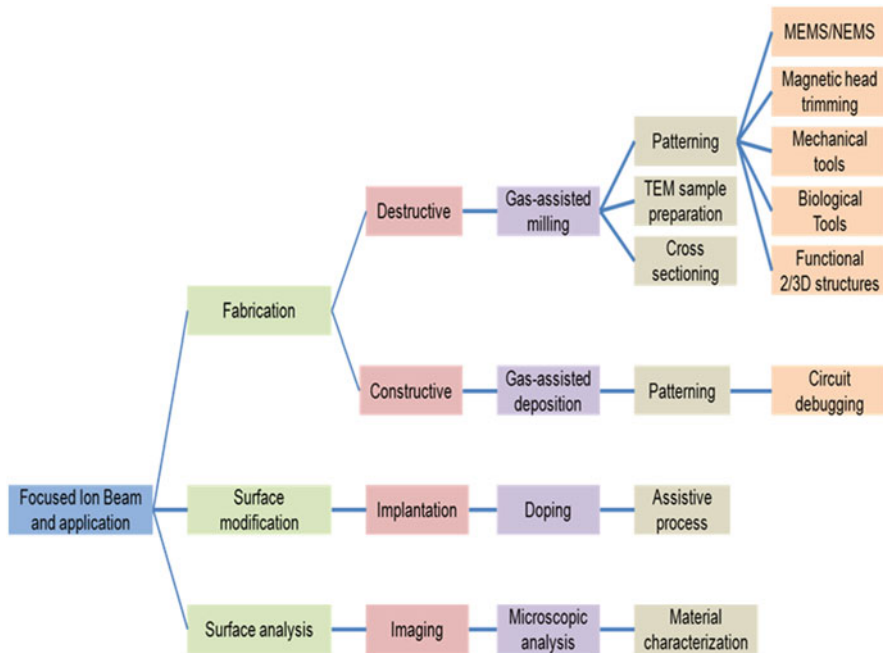 MEMS/NEMS
Magnetic head
trimming
Patterning
Mechanical
tools
TEM sample
preparation
Destructive
Gas-assisted
milling
Biological
Tools
Cross
sectioning
Functional
2/3D structures
Fabrication
Constructive
Gas-assisted
deposition
Patterning
Circuit
debugging
Focused Ion Beam
and application
Surface
modification
Implantation
Doping
Assistive
process
Surface analysis
Imaging
Microscopic
analysis
Material
characterization